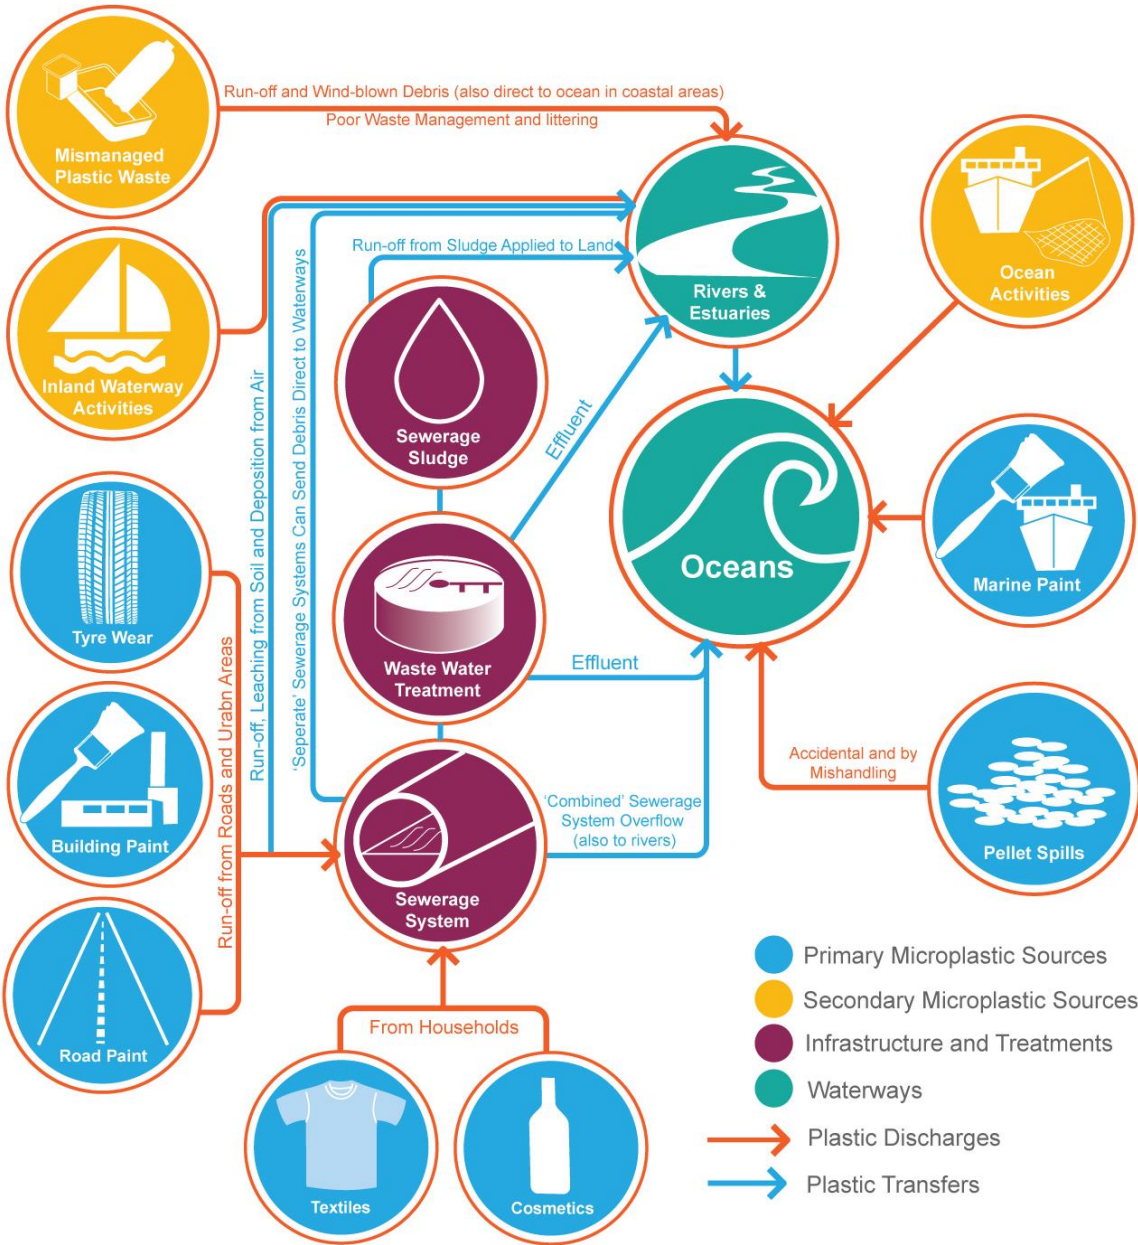 Run-off and Wind-blown Debris (also direct to ocean in coastal areas)
Poor Waste Management and littering
Mismanaged
Plastic Waste
Ocean
Activities
Rivers &
Estuaries
Run-off from Sludge Applied to Land
Inland Waterway
Activities
Sewerage
Sludge
Effluent
Run-off, Leaching from Soil and Deposition from Air
'Seperate' Sewerage Systems Can Send Debris Direct to Waterways
Oceans
Marine Paint
Tyre Wear
Waste Water
Treatment
Effluent
Run-off from Roads and Urabn Areas
Building Paint
Accidental and by
Mishandling
'Combined' Sewerage
System Overflow
(also to rivers)
Pellet Spills
Sewerage
System
Road Paint
From Households
Textiles
Cosmetics
Primary Microplastic Sources
Secondary Microplastic Sources
Infrastructure and Treatments
Waterways
Plastic Discharges
Plastic Transfers